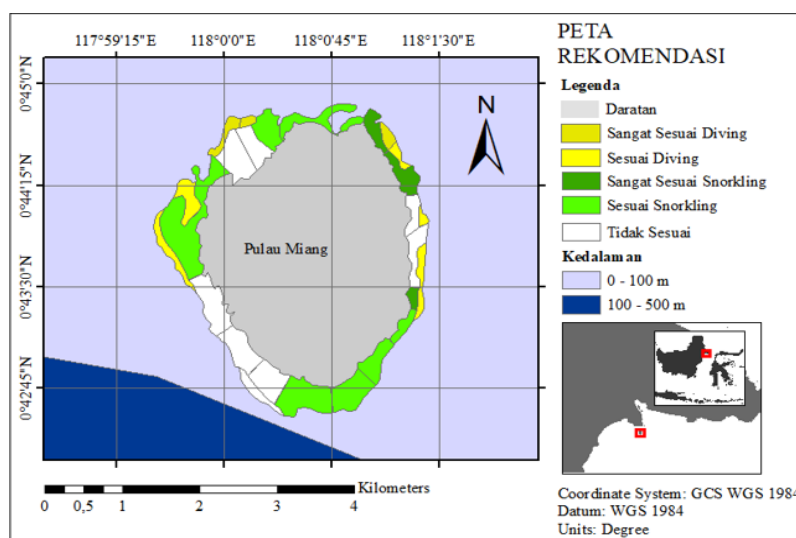 117°59'15"E
118°0'0"E
118°0'45"E
118°1'30"E
0°45'0"N
0°44'15"N
0°43'30"N
0°42'45"N
N
Pulau Miang
Kilometers
0 0,5 1 2 3 4
PETA
REKOMENDASI
Legenda
Daratan
Sangat Sesuai Diving
Sesuai Diving
Sangat Sesuai Snorkling
Sesuai Snorkling
Tidak Sesuai
Kedalaman
0 - 100 m
100 - 500 m
Coordinate System: GCS WGS 1984
Datum: WGS 1984
Units: Degree